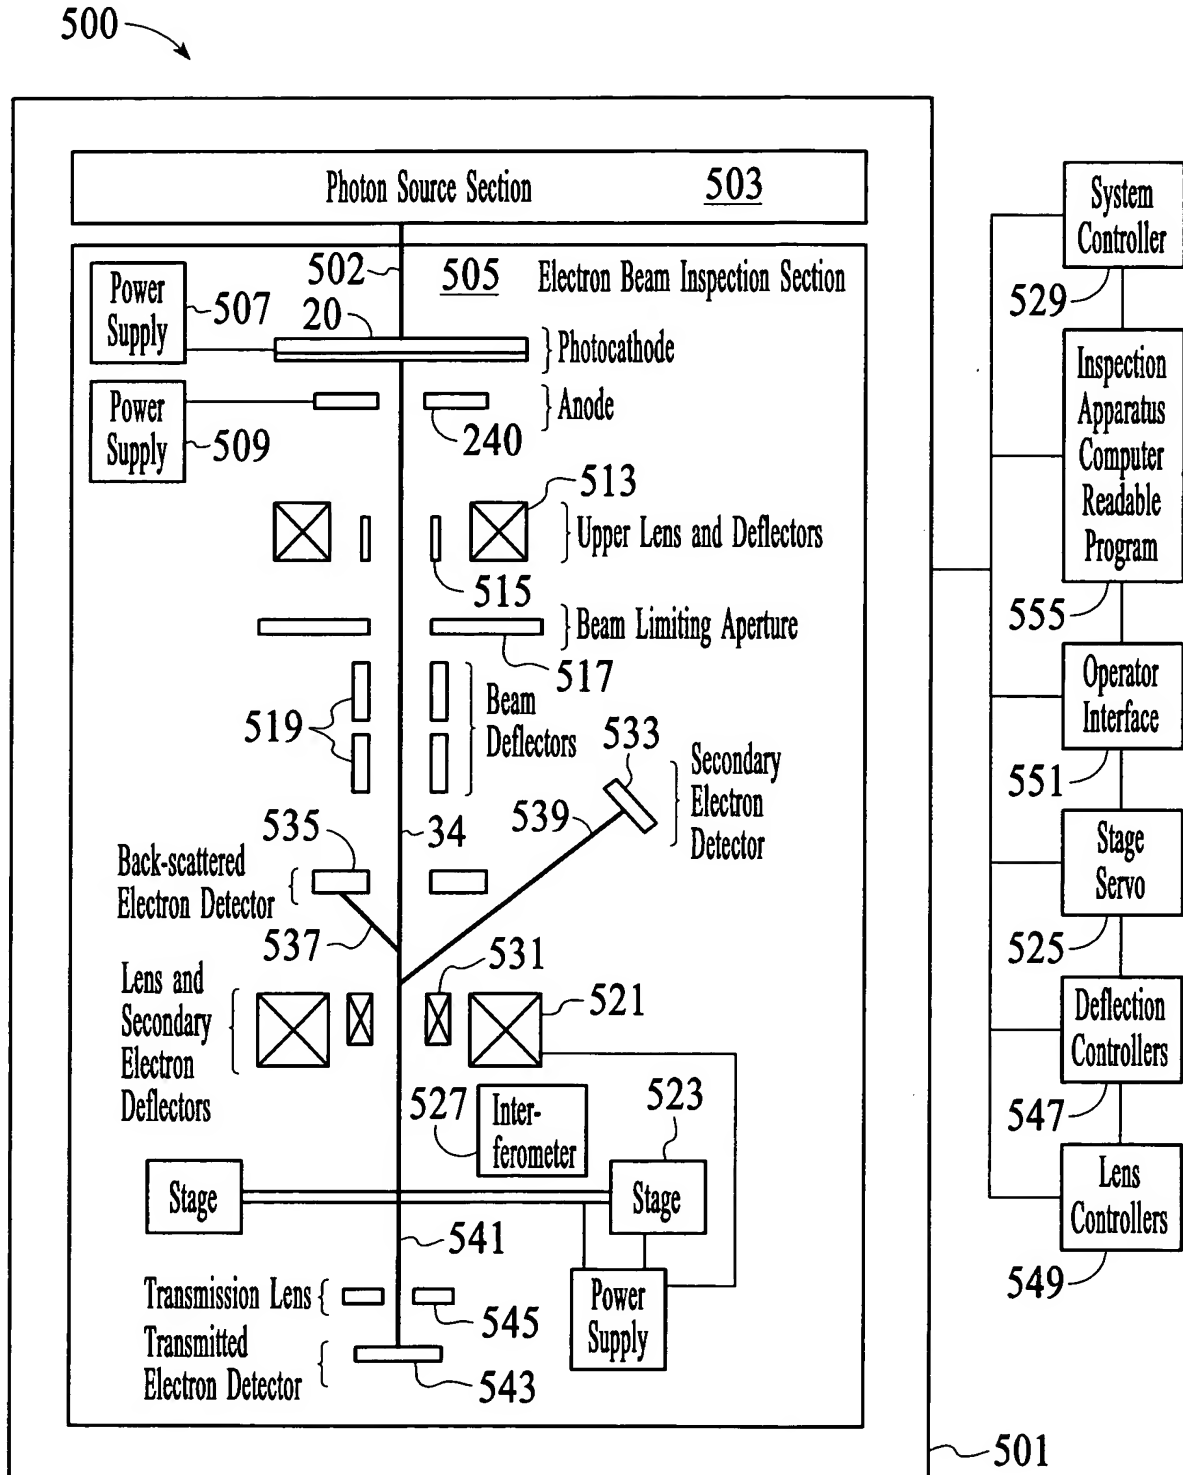 500
Photon Source Section 503
502
505
Electron Beam Inspection Section
Power
Supply
507
20
Photocathode
Power
Supply
509
Anode
240
513
Upper Lens and Deflectors
515
Beam Limiting Aperture
517
519
Beam
Deflectors
533
Secondary
Electron
Detector
539
34
535
Back-scattered
Electron Detector
537
531
521
Lens and
Secondary
Electron
Deflectors
527
Inter-
ferometer
523
Stage
Stage
541
Transmission Lens
545
Power
Supply
Transmitted
Electron Detector
543
501
System
Controller
529
Inspection
Apparatus
Computer
Readable
Program
555
Operator
Interface
551
Stage
Servo
525
Deflection
Controllers
547
Lens
Controllers
549